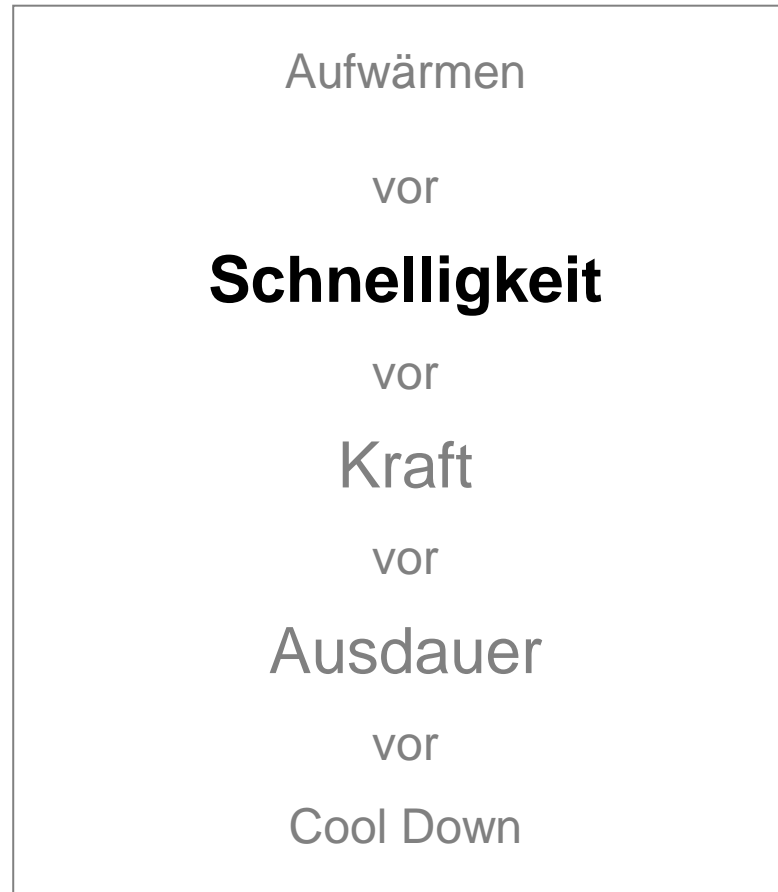 Aufwärmen
vor
Schnelligkeit
vor
Kraft
vor
Ausdauer
vor
Cool Down